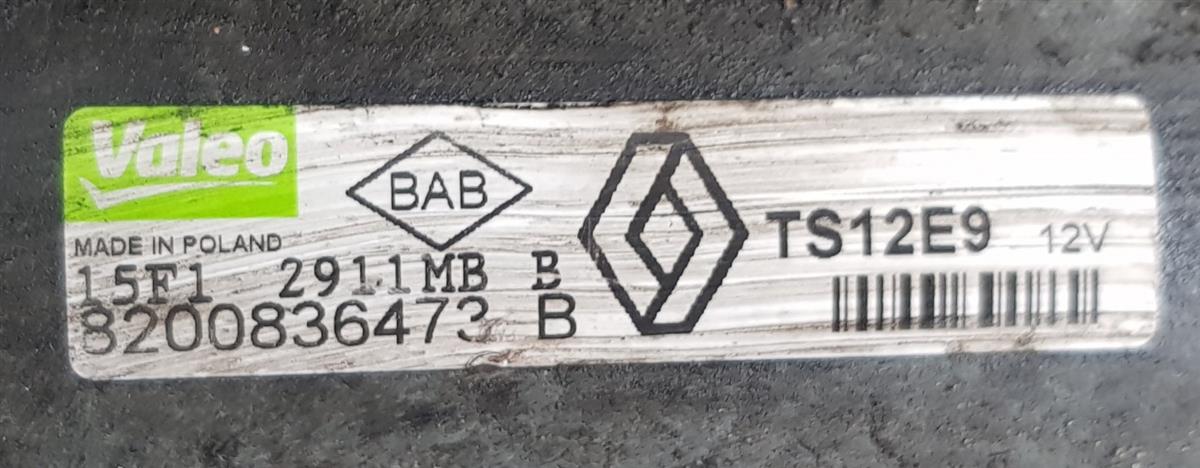 Valeo
BAB
TS12E9 12V
MADE IN POLAND
15F1 2911MB B
8200836473 B